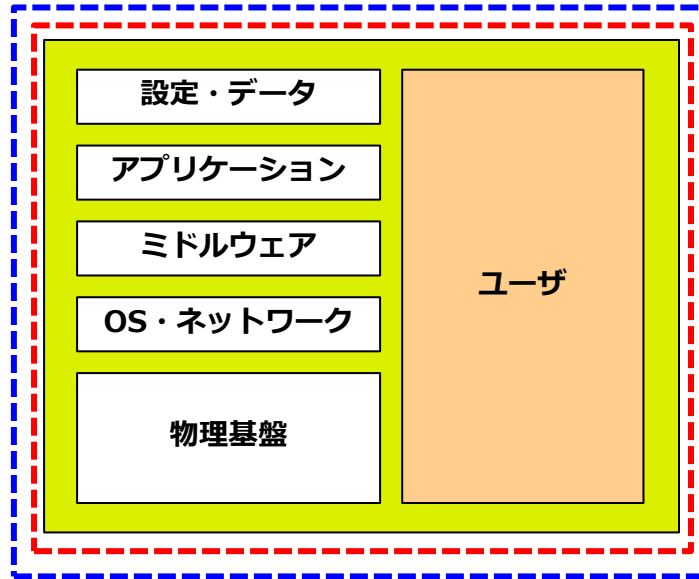 設定・データ
アプリケーション
ミドルウェア
OS・ネットワーク
物理基盤
ユーザ